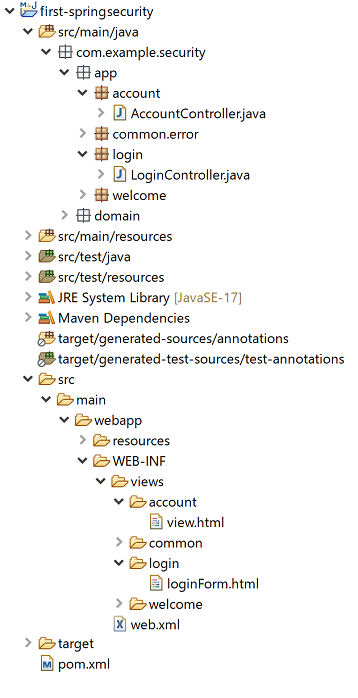 first-springsecurity
src/main/java
com.example.security
app
account
AccountController.java
common.error
login
LoginController.java
welcome
domain
src/main/resources
src/test/java
src/test/resources
JRE System Library [JavaSE-17]
Maven Dependencies
target/generated-sources/annotations
target/generated-test-sources/test-annotations
src
main
webapp
resources
WEB-INF
views
account
view.html
common
login
loginForm.html
welcome
web.xml
target
pom.xml